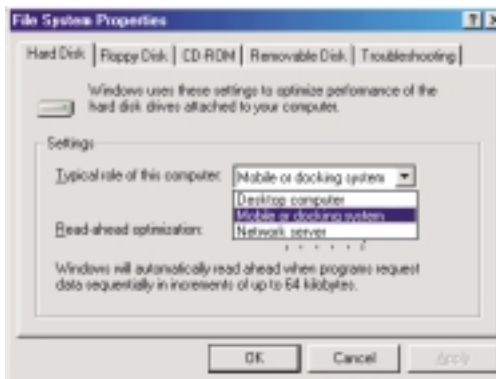 File System Properties
Hard Disk Floppy Disk CD-ROM Removable Disk Troubleshooting
Windows uses these settings to optimize performance of the
hard disk drives attached to your computer.
Settings
Typical role of this computer: Mobile or docking system
Desktop computer
Mobile or docking system
Read-ahead optimization: Network server
Windows will automatically read ahead when programs request
data sequentially in increments of up to 64 kilobytes.
OK Cancel Apply